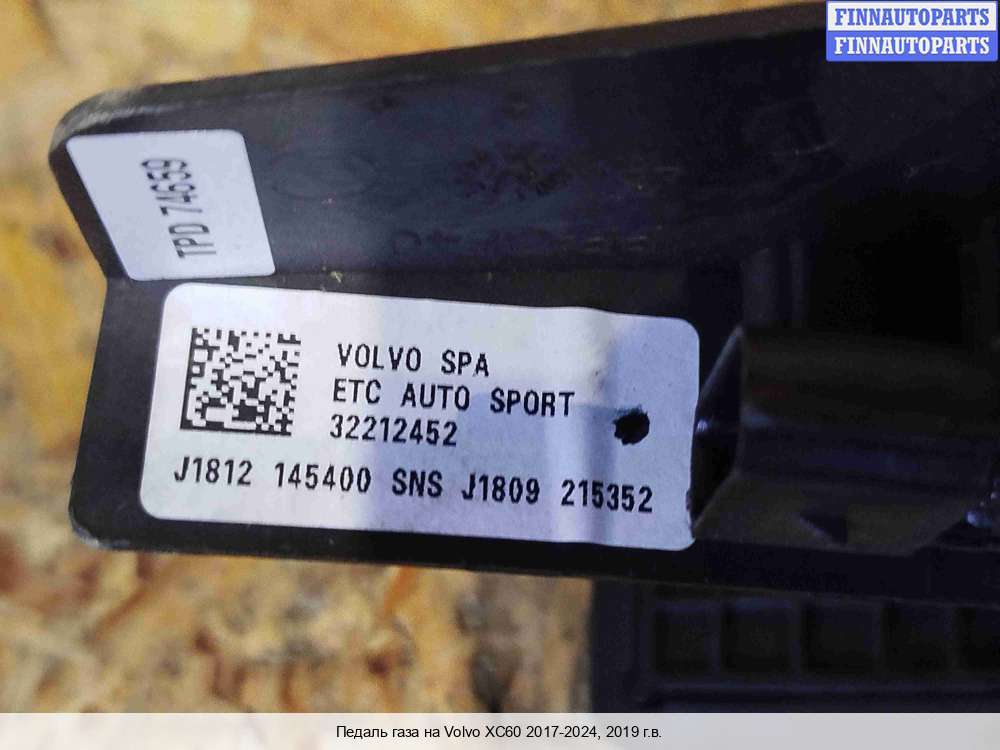 FINNAUTOPARTS
FINNAUTOPARTS
TPD 74659
VOLVO SPA
ETC AUTO SPORT
32212452
J1812 145400 SNS J1809 215352
Педаль газа на Volvo XC60 2017-2024, 2019 г.в.